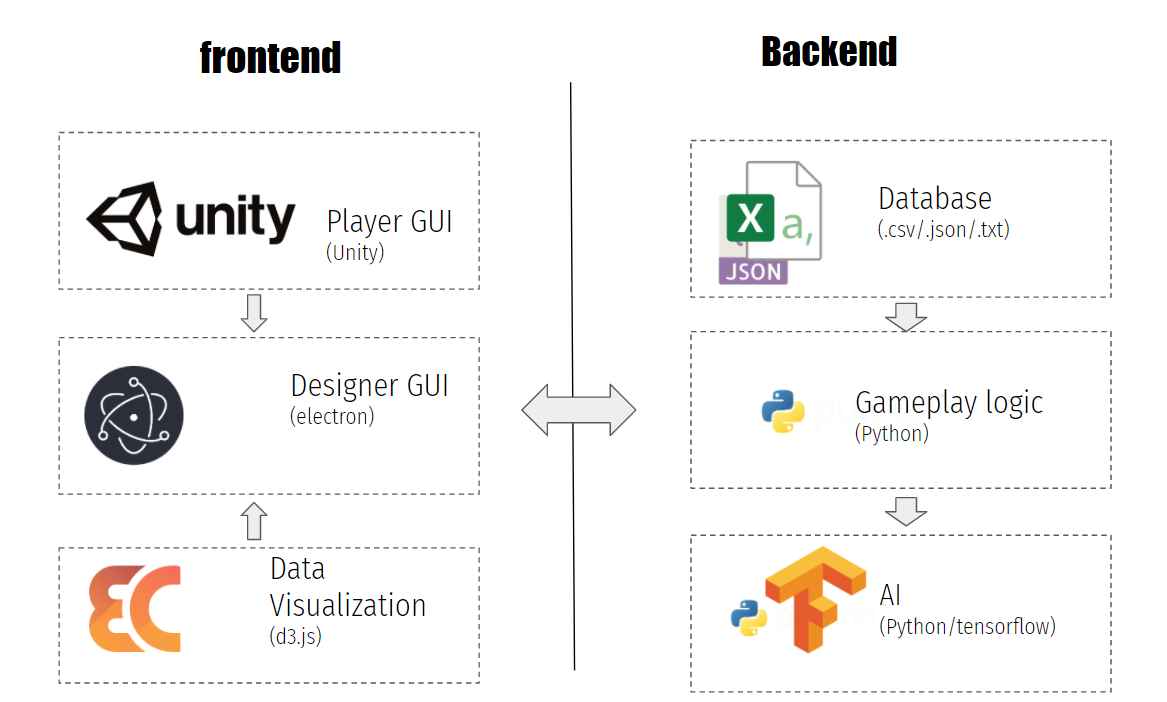 frontend
Backend
unity
Player GUI
(Unity)
Designer GUI
(electron)
Data
Visualization
(d3.js)
X
a,
JSON
Database
(.csv/.json/.txt)
Gameplay logic
(Python)
AI
(Python/tensorflow)